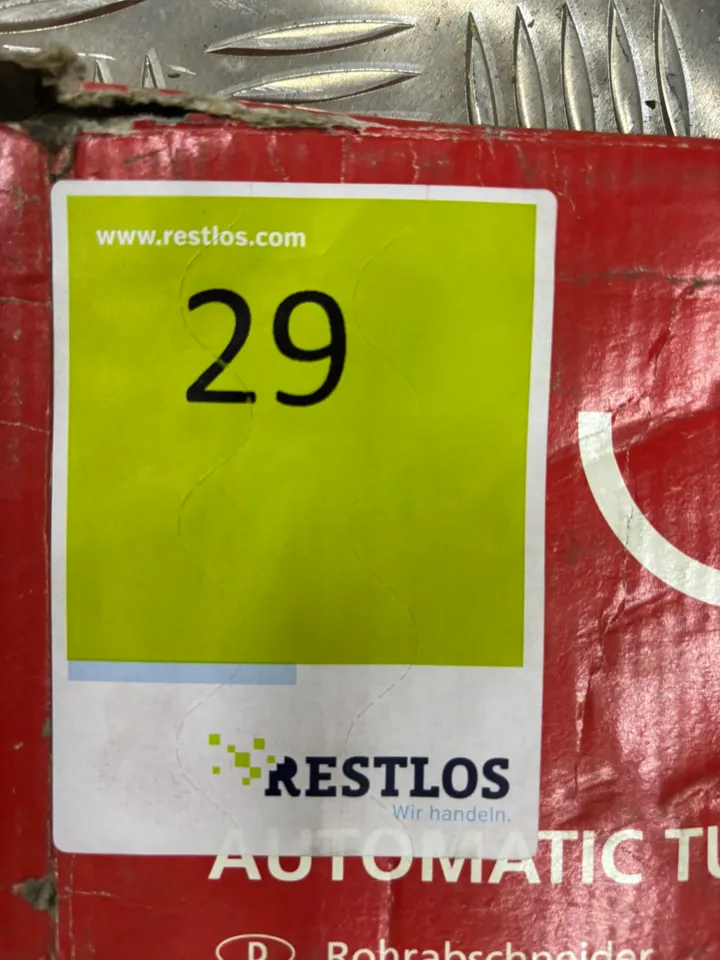 www.restlos.com
29
RESTLOS
Wir handeln.
AUTOMATIC TU
D Rohrabschneider